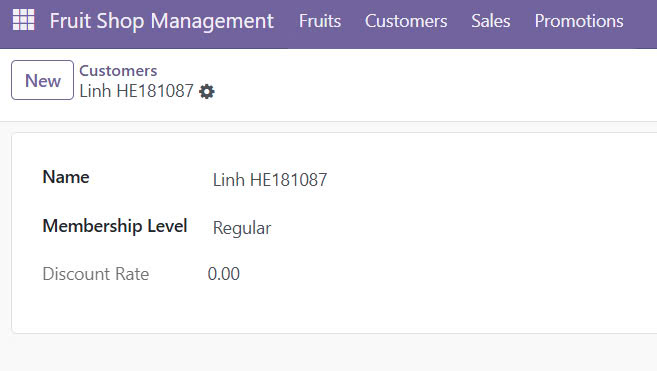 Fruit Shop Management Fruits Customers Sales Promotions
New
Customers
Linh HE181087
Name Linh HE181087
Membership Level Regular
Discount Rate 0.00